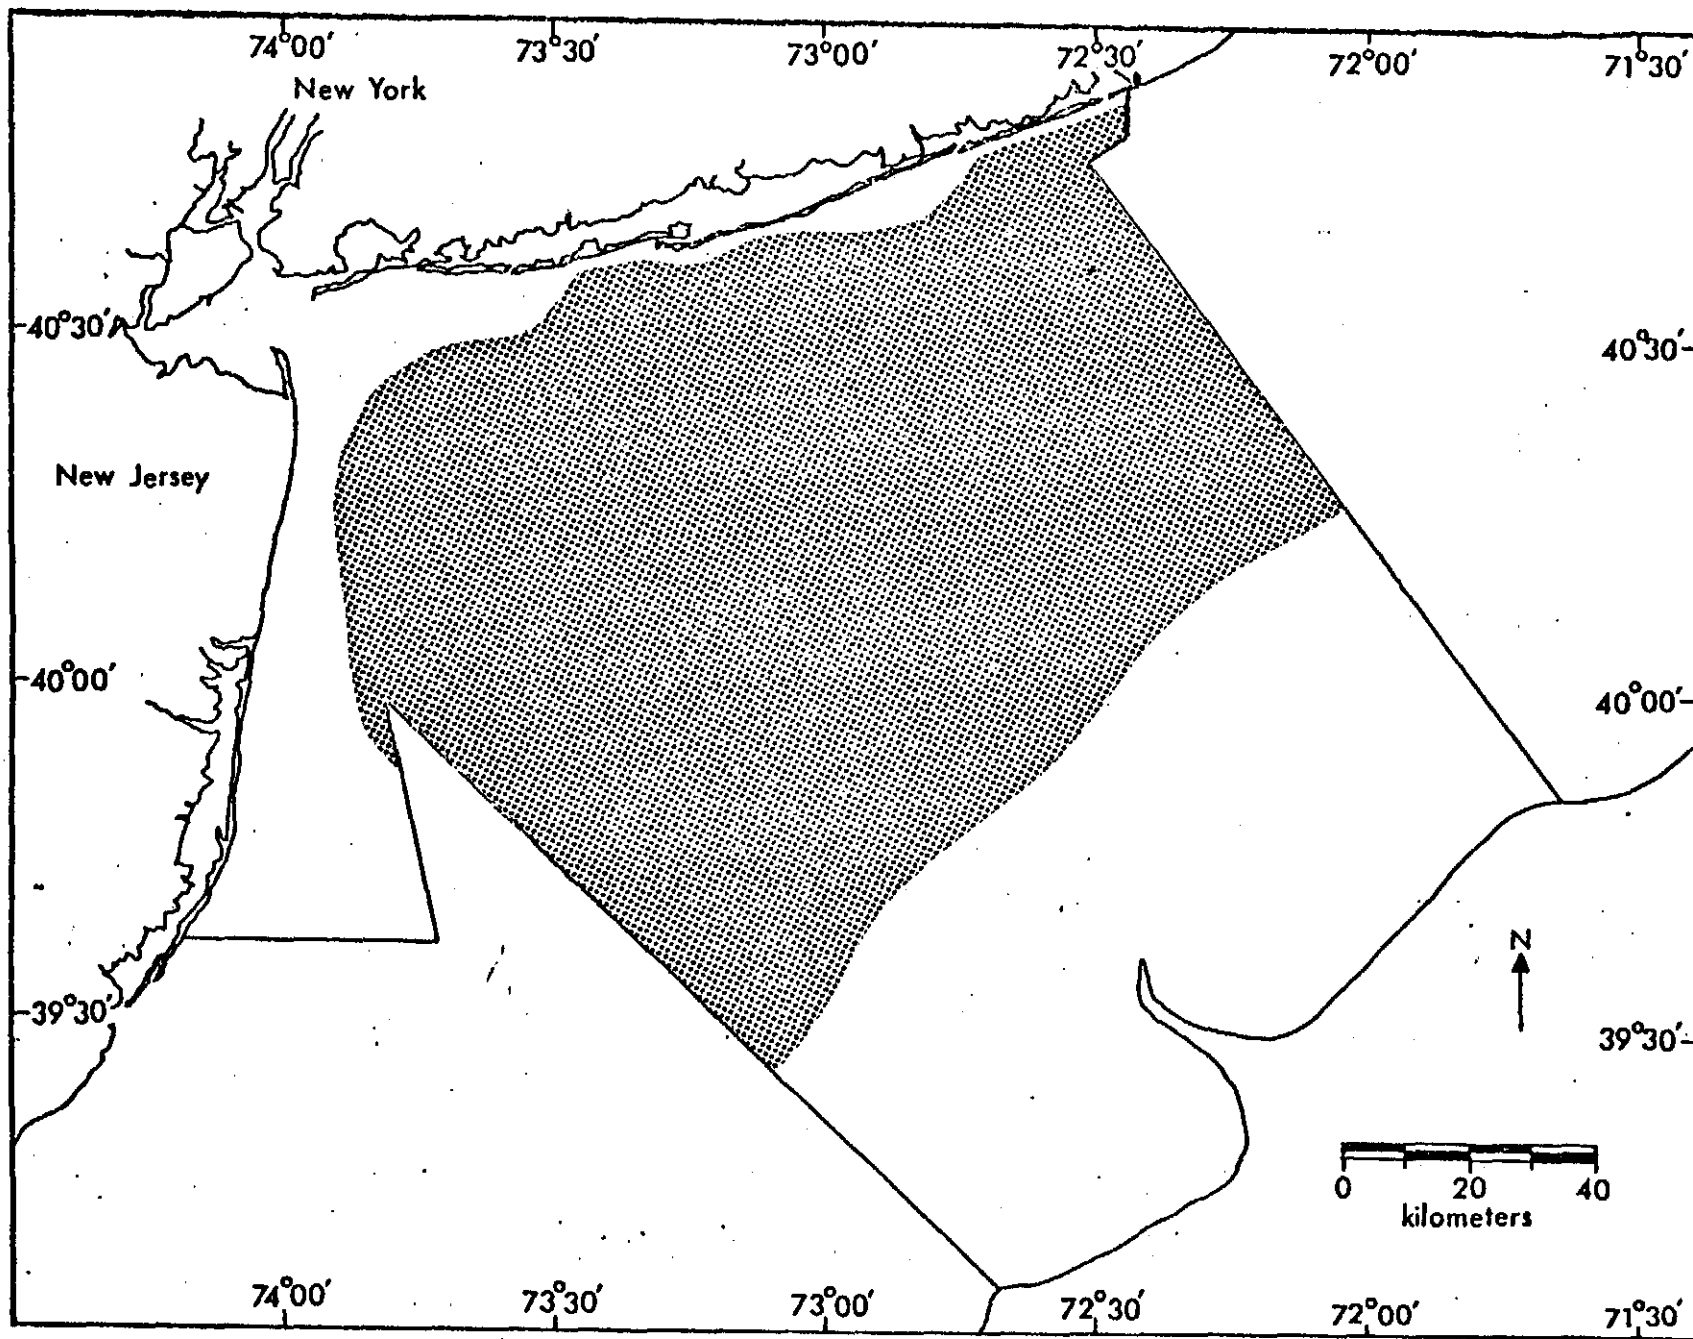 74°00′ 73°30′ 73°00′ 72°30′ 72°00′ 71°30′
New York
40°30′ 40°30′
New Jersey
40°00′ 40°00′
N
39°30′ 39°30′
0 20 40
kilometers
74°00′ 73°30′ 73°00′ 72°30′ 72°00′ 71°30′